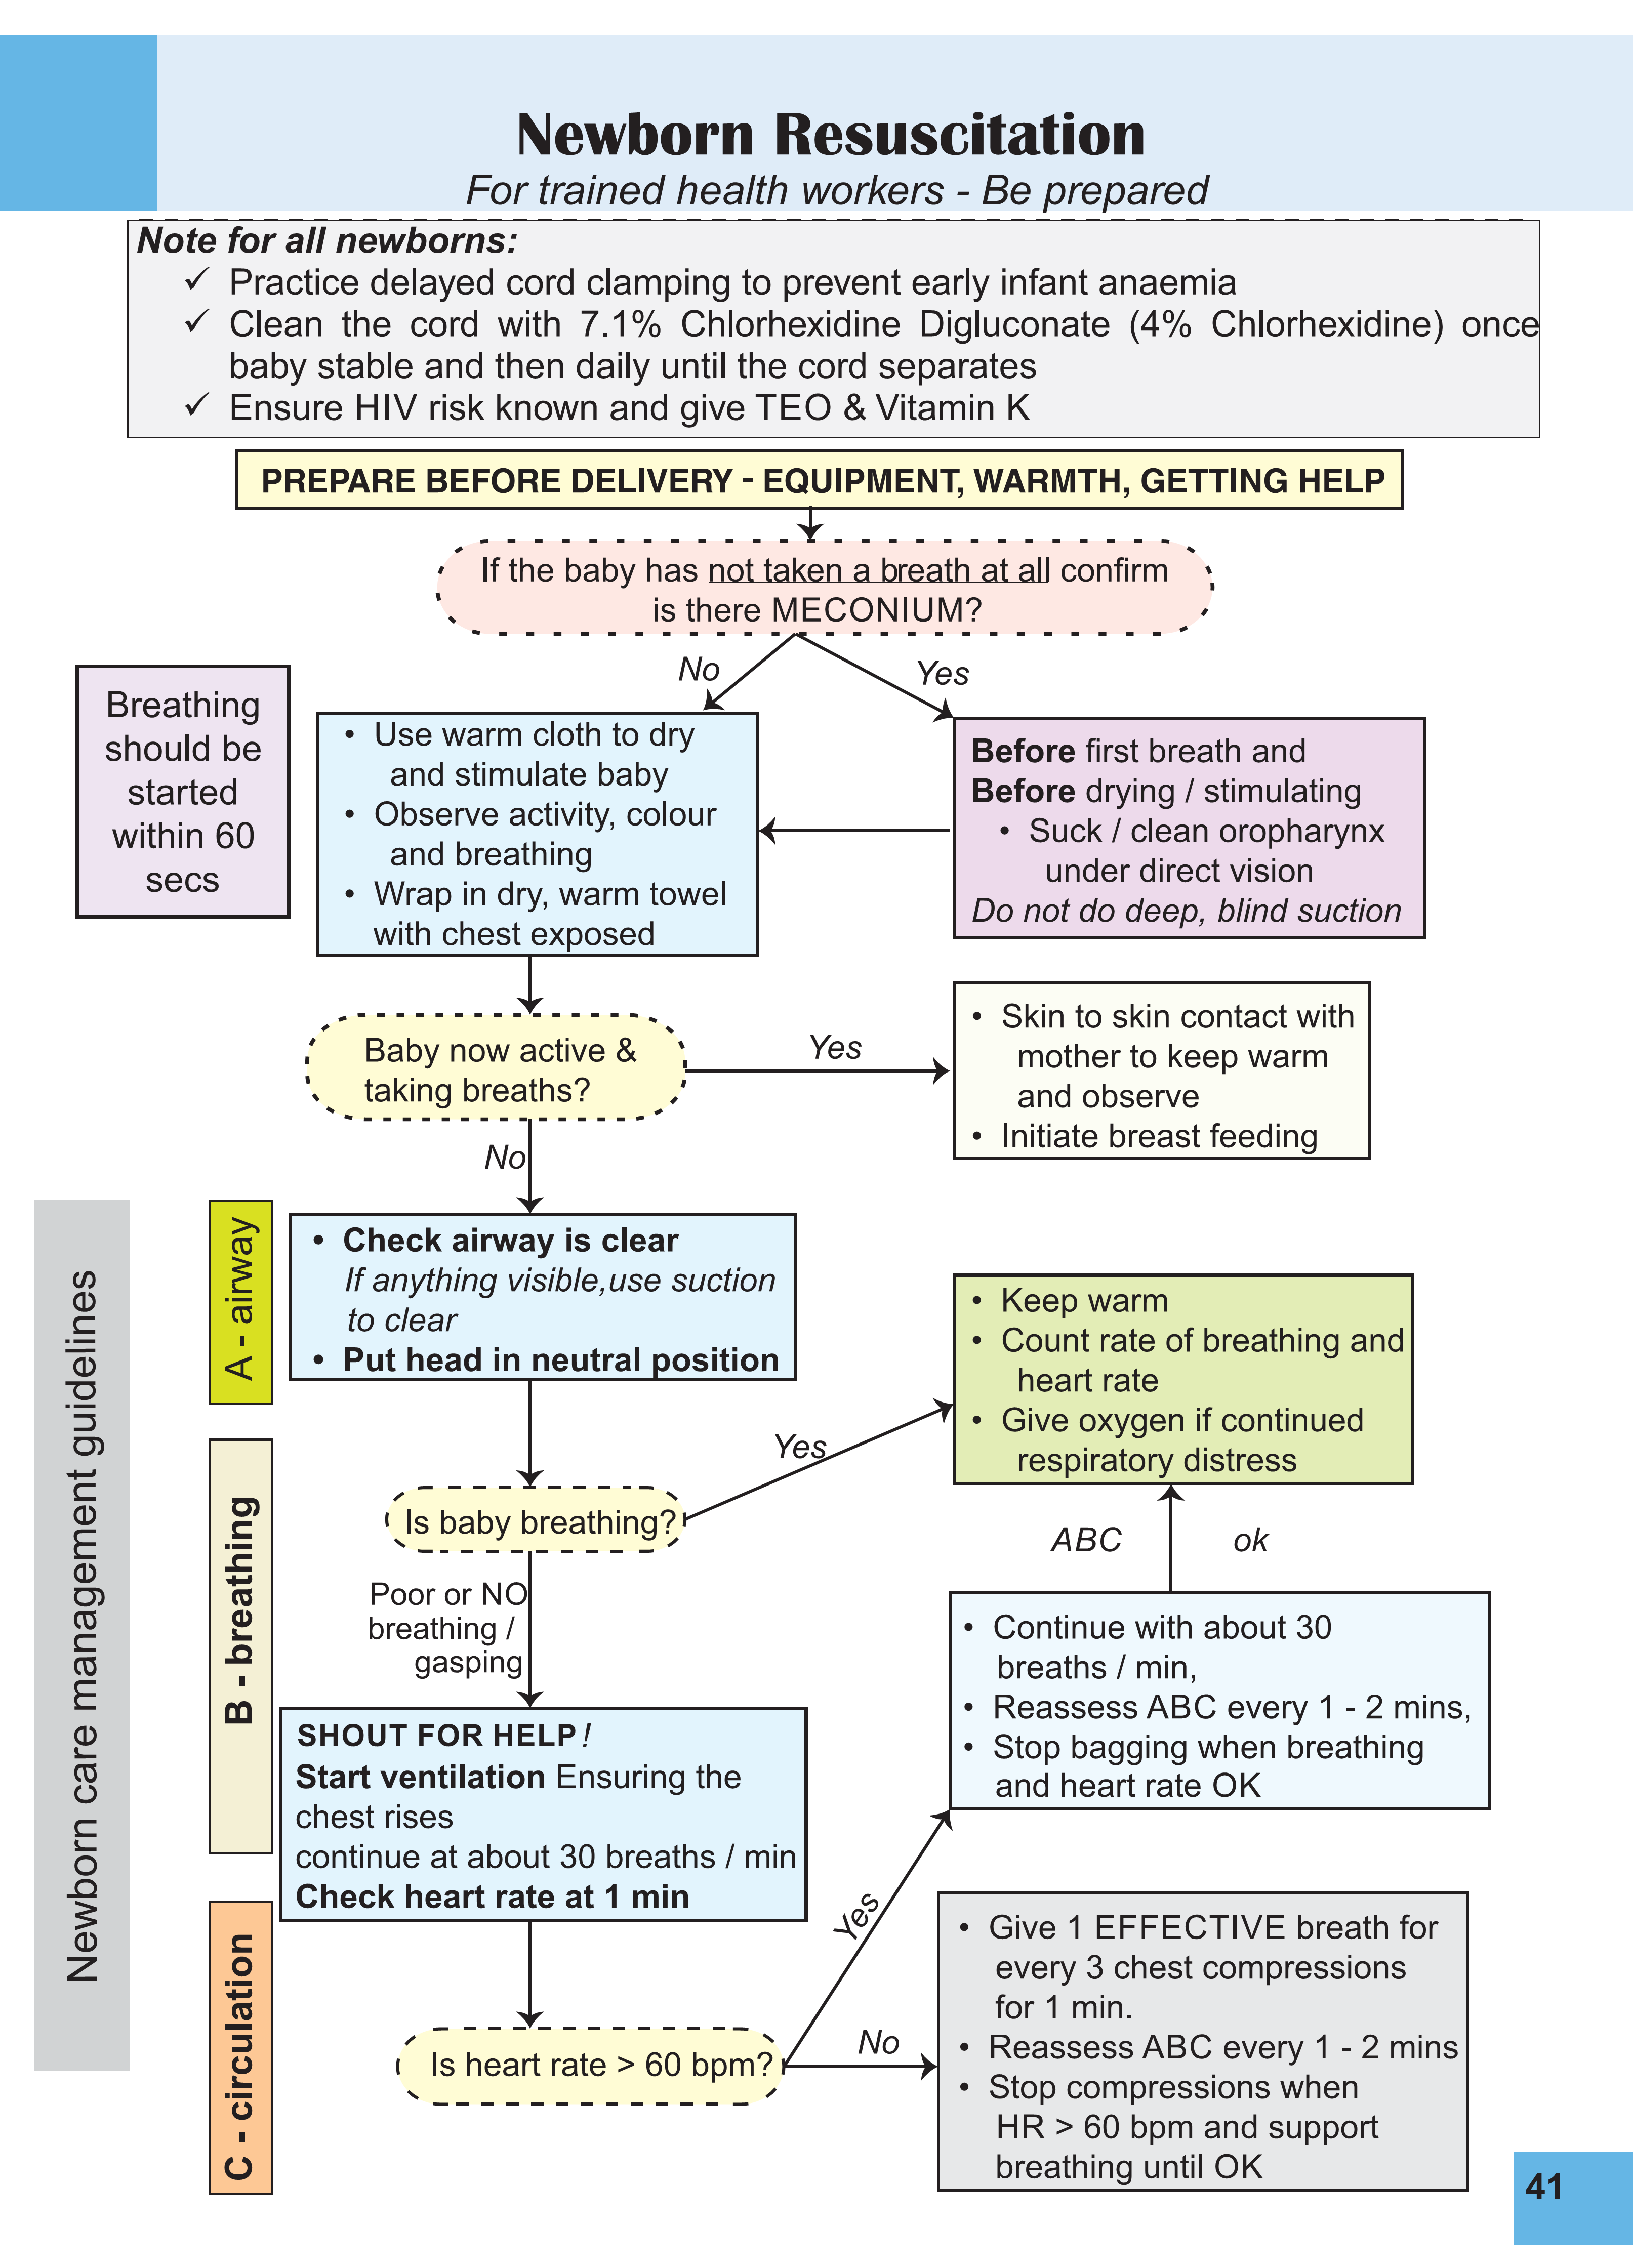 Newborn Resuscitation
For trained health workers - Be prepared
Note for all newborns:
✓ Practice delayed cord clamping to prevent early infant anaemia
✓ Clean the cord with 7.1% Chlorhexidine Digluconate (4% Chlorhexidine) once
baby stable and then daily until the cord separates
✓ Ensure HIV risk known and give TEO & Vitamin K
PREPARE BEFORE DELIVERY - EQUIPMENT, WARMTH, GETTING HELP
If the baby has not taken a breath at all confirm
is there MECONIUM?
No
Yes
Breathing
should be
started
within 60
secs
• Use warm cloth to dry
and stimulate baby
• Observe activity, colour
and breathing
• Wrap in dry, warm towel
with chest exposed
Before first breath and
Before drying / stimulating
• Suck / clean oropharynx
under direct vision
Do not do deep, blind suction
Baby now active &
taking breaths?
Yes
• Skin to skin contact with
mother to keep warm
and observe
• Initiate breast feeding
No
Newborn care management guidelines
A - airway
• Check airway is clear
If anything visible,use suction
to clear
• Put head in neutral position
• Keep warm
• Count rate of breathing and
heart rate
• Give oxygen if continued
respiratory distress
Yes
B - breathing
Is baby breathing?
ABC ok
Poor or NO
breathing /
gasping
• Continue with about 30
breaths / min,
• Reassess ABC every 1 - 2 mins,
• Stop bagging when breathing
and heart rate OK
SHOUT FOR HELP!
Start ventilation Ensuring the
chest rises
continue at about 30 breaths / min
Check heart rate at 1 min
Yes
C - circulation
Is heart rate > 60 bpm?
No
• Give 1 EFFECTIVE breath for
every 3 chest compressions
for 1 min.
• Reassess ABC every 1 - 2 mins
• Stop compressions when
HR > 60 bpm and support
breathing until OK
41